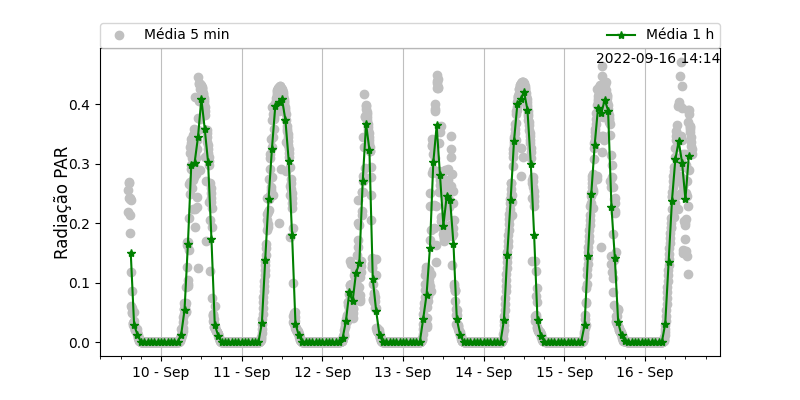 Média 5 min
Média 1 h
2022-09-16 14:14
Radiação PAR
0.4
0.3
0.2
0.1
0.0
10 - Sep
11 - Sep
12 - Sep
13 - Sep
14 - Sep
15 - Sep
16 - Sep